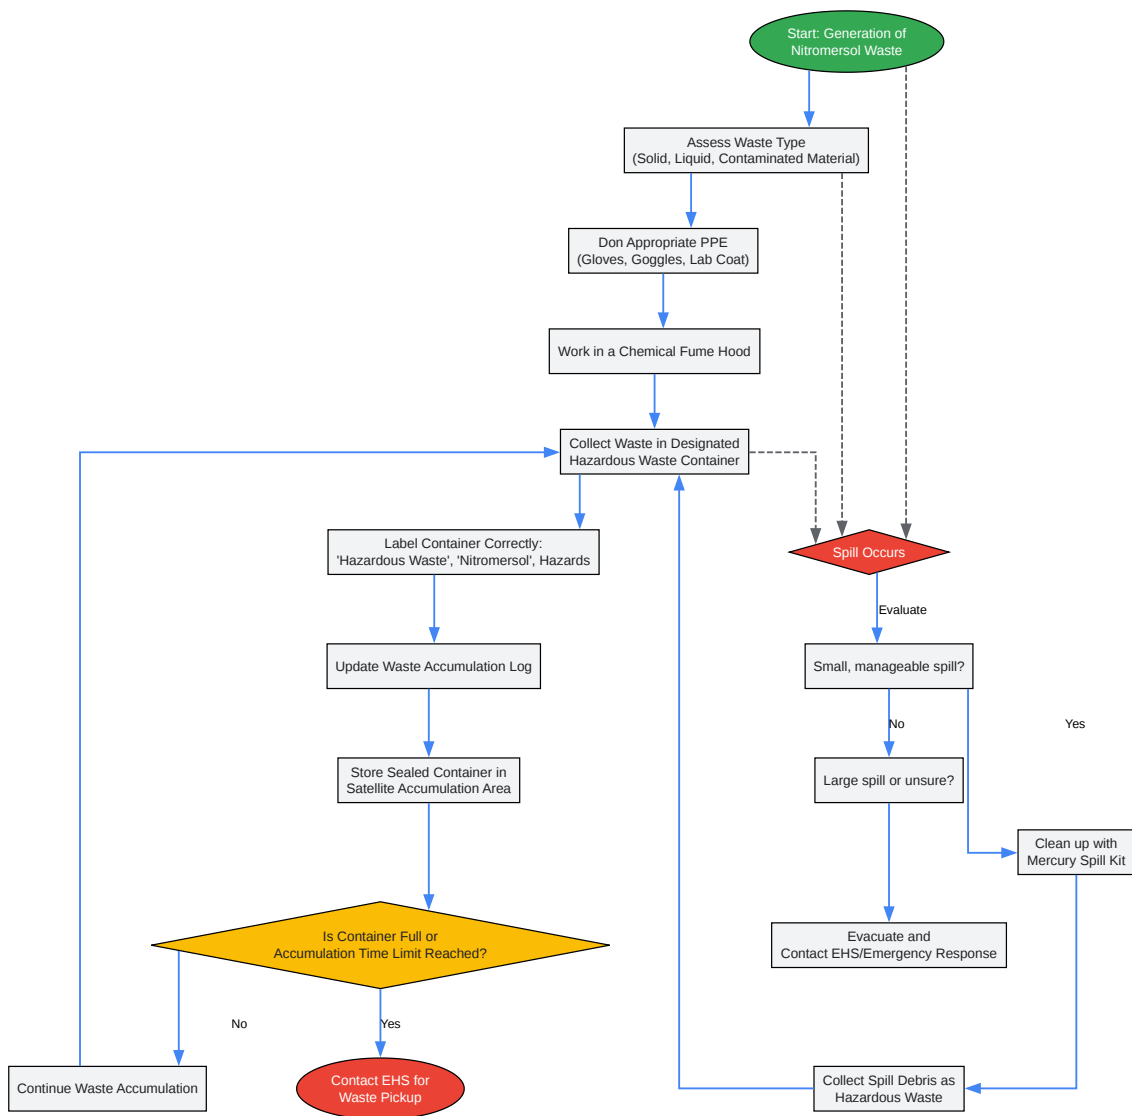 Start: Generation of
Nitromersol Waste
Assess Waste Type
(Solid, Liquid, Contaminated Material)
Don Appropriate PPE
(Gloves, Goggles, Lab Coat)
Work in a Chemical Fume Hood
Collect Waste in Designated
Hazardous Waste Container
Label Container Correctly:
'Hazardous Waste', 'Nitromersol', Hazards
Spill Occurs
Evaluate
Update Waste Accumulation Log
Small, manageable spill?
No
Yes
Store Sealed Container in
Satellite Accumulation Area
Large spill or unsure?
Clean up with
Mercury Spill Kit
Is Container Full or
Accumulation Time Limit Reached?
Evacuate and
Contact EHS/Emergency Response
No
Yes
Continue Waste Accumulation
Contact EHS for
Waste Pickup
Collect Spill Debris as
Hazardous Waste